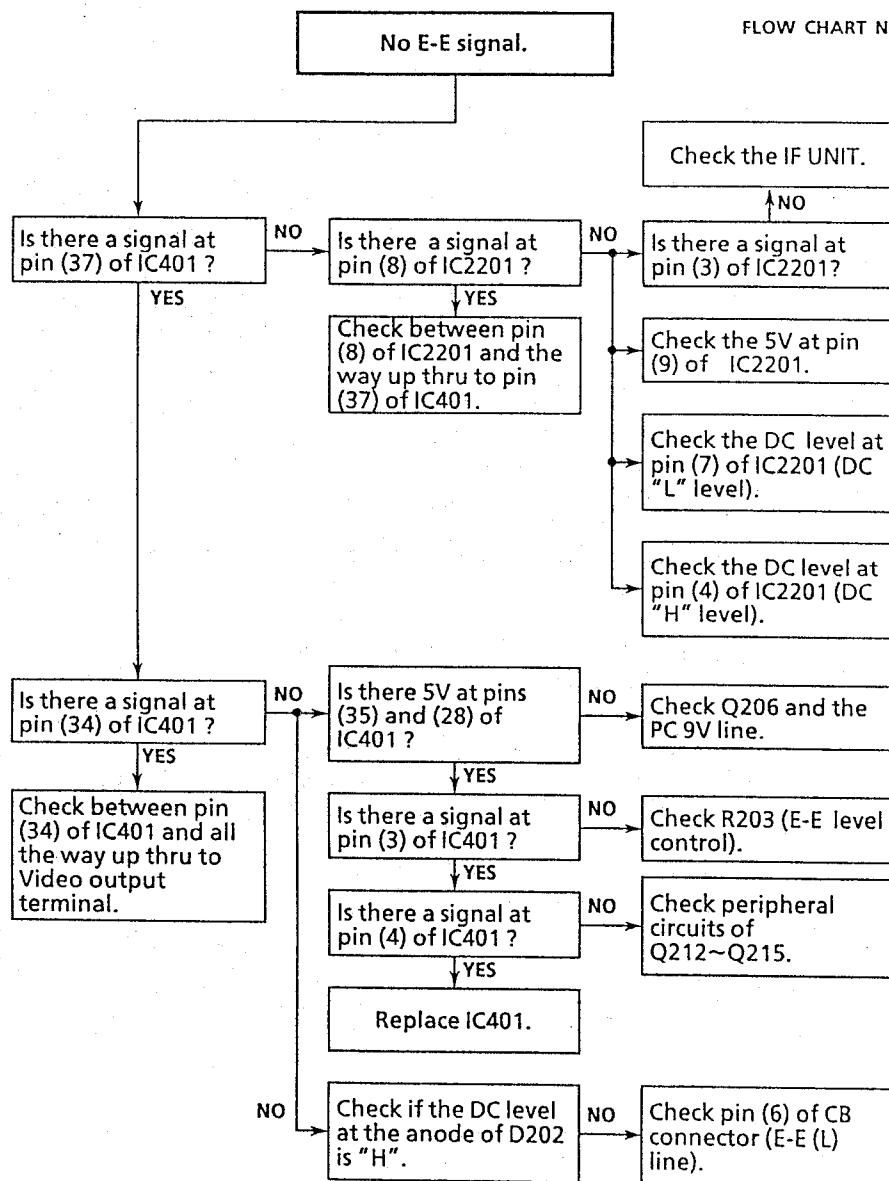 No E-E signal.
FLOW CHART N
Check the IF UNIT.
NO
Is there a signal at
pin (37) of IC401 ?
NO
Is there a signal at
pin (8) of IC2201 ?
NO
Is there a signal at
pin (3) of IC2201?
YES
YES
Check between pin
(8) of IC2201 and the
way up thru to pin
(37) of IC401.
Check the 5V at pin
(9) of IC2201.
Check the DC level at
pin (7) of IC2201 (DC
"L" level).
Check the DC level at
pin (4) of IC2201 (DC
"H" level).
Is there a signal at
pin (34) of IC401 ?
NO
Is there 5V at pins
(35) and (28) of
IC401 ?
NO
Check Q206 and the
PC 9V line.
YES
YES
Check between pin
(34) of IC401 and all
the way up thru to
Video output
terminal.
Is there a signal at
pin (3) of IC401 ?
NO
Check R203 (E-E level
control).
YES
Is there a signal at
pin (4) of IC401 ?
NO
Check peripheral
circuits of
Q212~Q215.
YES
Replace IC401.
NO
Check if the DC level
at the anode of D202
is "H".
NO
Check pin (6) of CB
connector (E-E (L)
line).